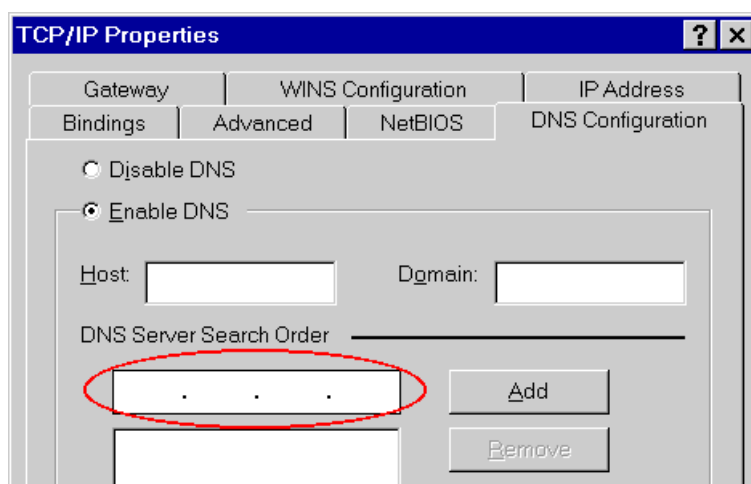 TCP/IP Properties
Gateway WINS Configuration IP Address
Bindings Advanced NetBIOS DNS Configuration
Disable DNS
Enable DNS
Host: Domain:
DNS Server Search Order
. . . Add
Remove